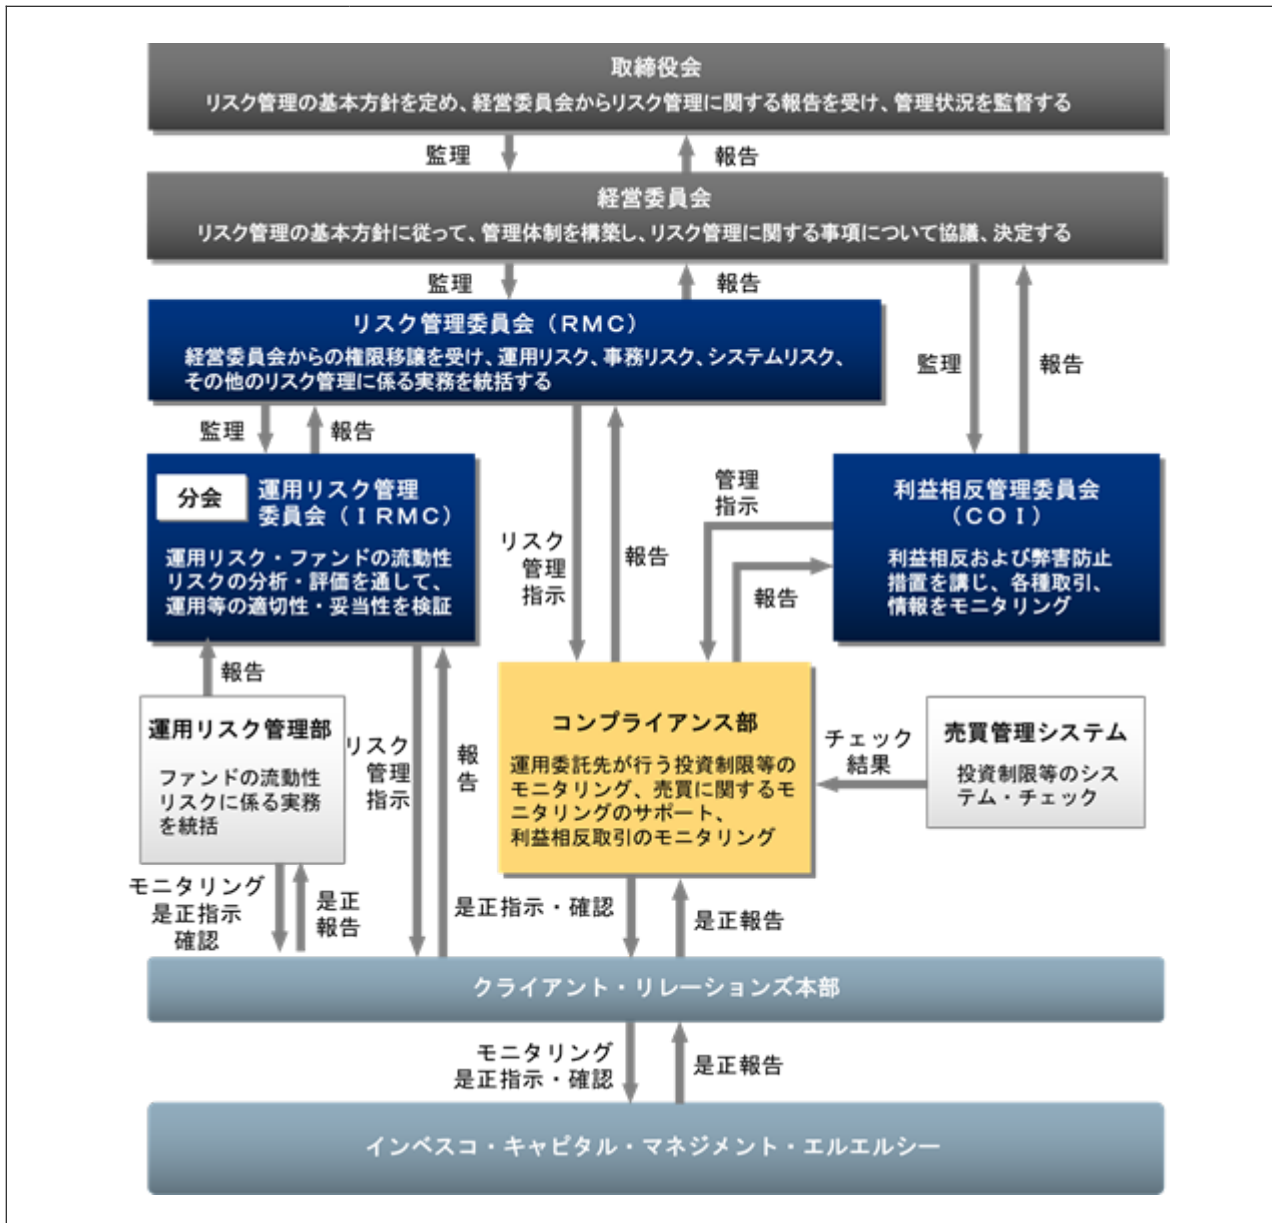 取締役会
リスク管理の基本方針を定め、経営委員会からリスク管理に関する報告を受け、管理状況を監督する
監理
報告
経営委員会
リスク管理の基本方針に従って、管理体制を構築し、リスク管理に関する事項について協議、決定する
監理
報告
リスク管理委員会（ＲＭＣ）
経営委員会からの権限移譲を受け、運用リスク、事務リスク、システムリスク、
その他のリスク管理に係る実務を統括する
監理
報告
監理
報告
分会
運用リスク管理
委員会（ＩＲＭＣ）
運用リスク・ファンドの流動性
リスクの分析・評価を通して、
運用等の適切性・妥当性を検証
リスク
管理
指示
報告
管理
指示
報告
利益相反管理委員会
（ＣＯＩ）
利益相反および弊害防止
措置を講じ、各種取引、
情報をモニタリング
報告
運用リスク管理部
ファンドの流動性
リスクに係る実務
を統括
リスク
管理
指示
報
告
コンプライアンス部
運用委託先が行う投資制限等の
モニタリング、売買に関するモ
ニタリングのサポート、
利益相反取引のモニタリング
チェック
結果
売買管理システム
投資制限等のシス
テム・チェック
モニタリング
是正指示
確認
是正
報告
是正指示・確認
是正報告
クライアント・リレーションズ本部
モニタリング
是正指示・確認
是正報告
インベスコ・キャピタル・マネジメント・エルエルシー